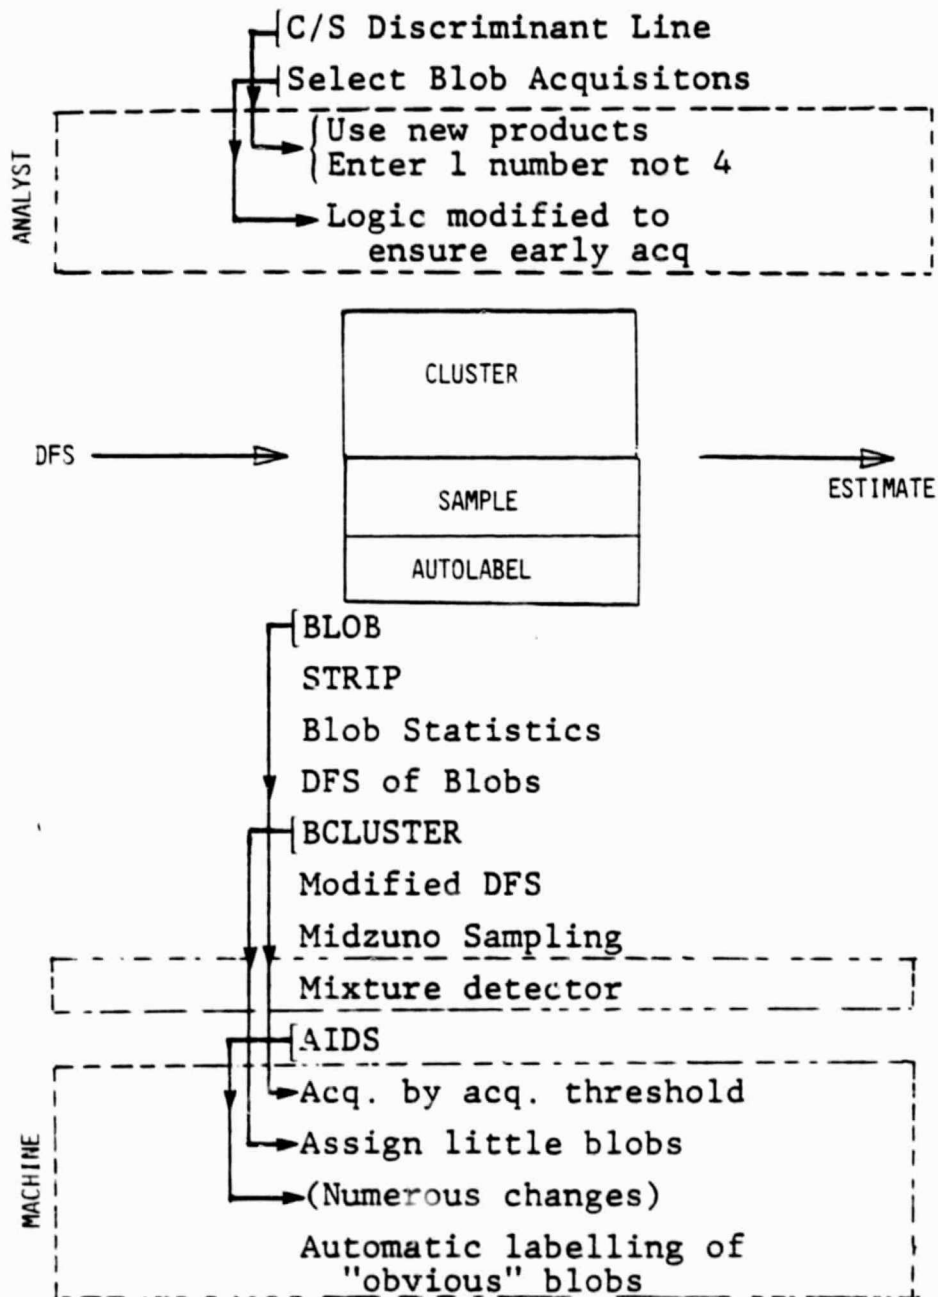 C/S Discriminant Line
Select Blob Acquisitons
ANALYST
Use new products
Enter 1 number not 4
Logic modified to
ensure early acq
CLUSTER
DFS
ESTIMATE
SAMPLE
AUTOLABEL
BLOB
STRIP
Blob Statistics
DFS of Blobs
BCLUSTER
Modified DFS
Midzuno Sampling
Mixture detector
AIDS
MACHINE
Acq. by acq. threshold
Assign little blobs
(Numerous changes)
Automatic labelling of
"obvious" blobs